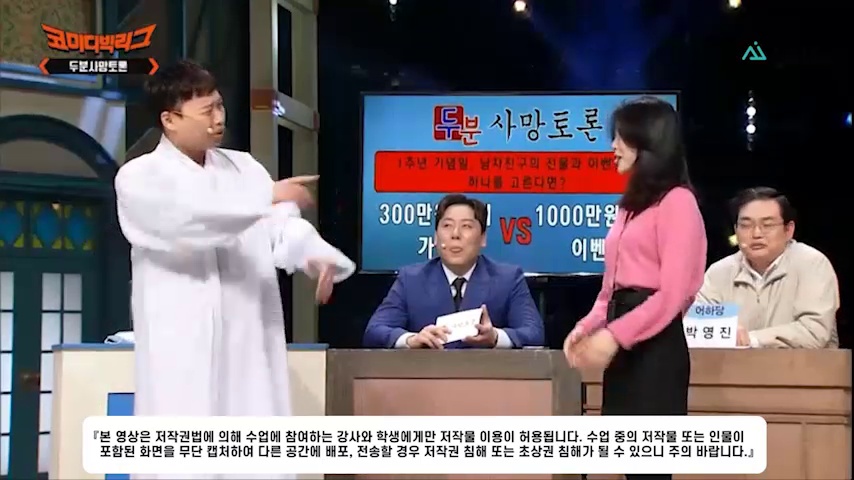 코미디빅리그
두분사망토론
두분 사망토론
1주년 기념일, 남자친구의 선물과 이벤
하나를 고른다면?
300만원
VS
1000만원
가
이벤
어하당
박영진
『본 영상은 저작권법에 의해 수업에 참여하는 강사와 학생에게만 저작물 이용이 허용됩니다. 수업 중의 저작물 또는 인물이
포함된 화면을 무단 캡처하여 다른 공간에 배포, 전송할 경우 저작권 침해 또는 초상권 침해가 될 수 있으니 주의 바랍니다.』